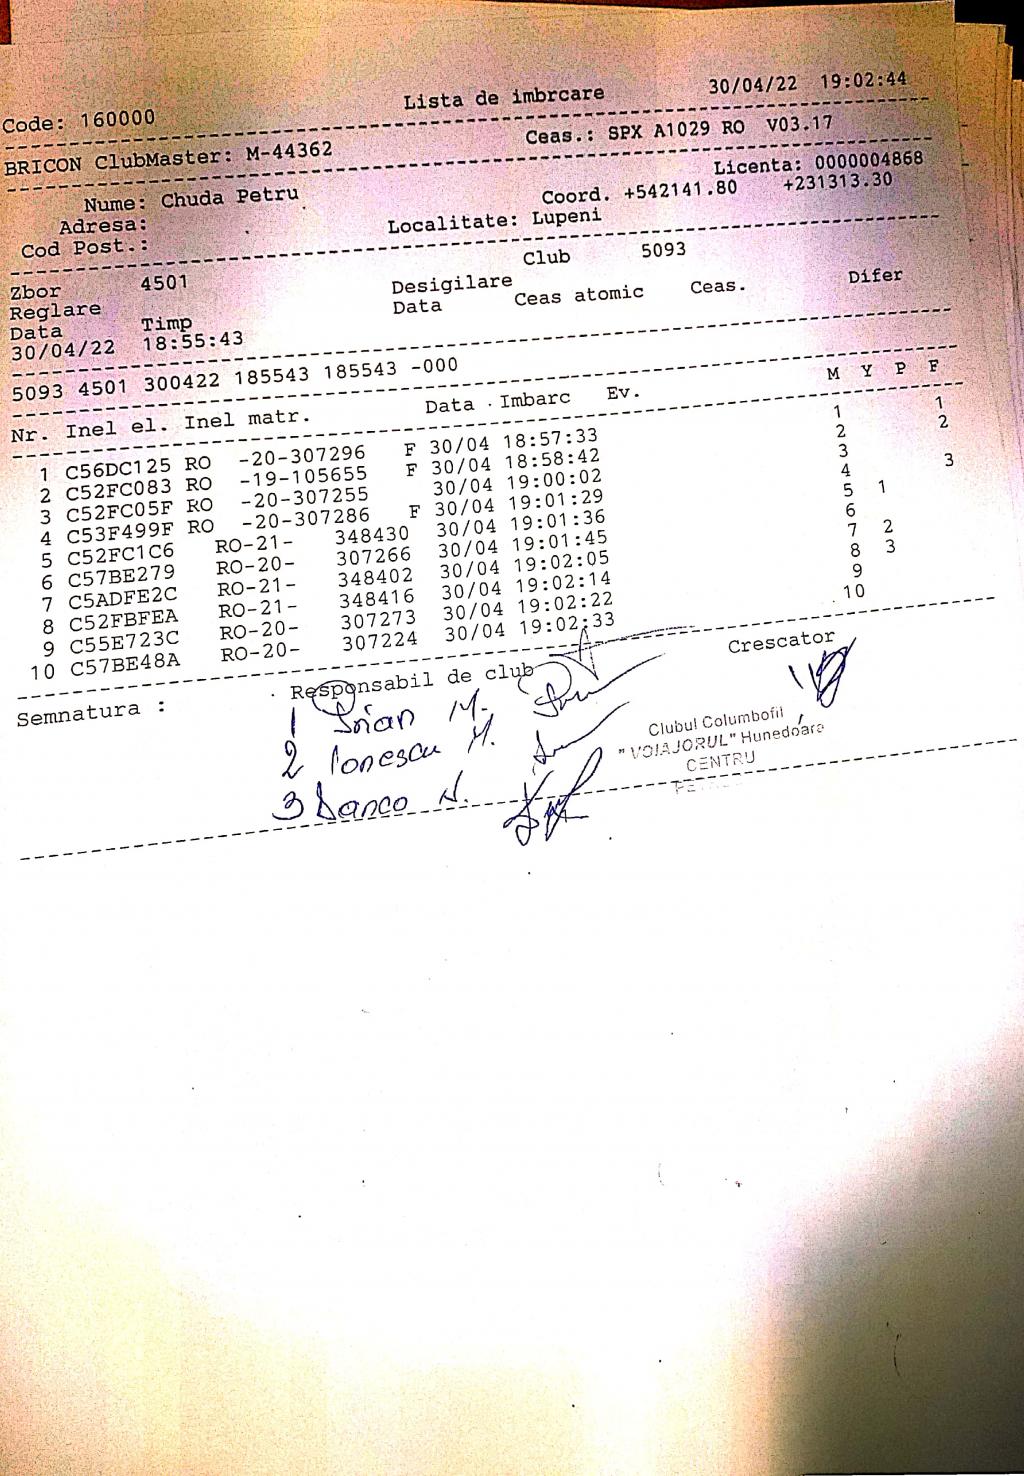 Lista de imbrcare 30/04/22 19:02:44
Code: 160000
BRICON ClubMaster: M-44362 Ceas.: SPX A1029 RO V03.17
Licenta: 0000004868
Nume: Chuda Petru Coord. +542141.80 +231313.30
Adresa: Localitate: Lupeni
Cod Post.:
Club 5093
Zbor 4501 Desigilare
Reglare Data Ceas atomic Ceas. Difer
Data Timp
30/04/22 18:55:43
5093 4501 300422 185543 185543 -000
Nr. Inel el. Inel matr. Data Imbarc Ev. M Y P F
1 C56DC125 RO -20-307296 F 30/04 18:57:33 1 1
2 C52FC083 RO -19-105655 F 30/04 18:58:42 2 2
3 C52FC05F RO -20-307255 30/04 19:00:02 3
4 C53F499F RO -20-307286 F 30/04 19:01:29 4 3
5 C52FC1C6 RO-21- 348430 30/04 19:01:36 5 1
6 C57BE279 RO-20- 307266 30/04 19:01:45 6
7 C5ADFE2C RO-21- 348402 30/04 19:02:05 7 2
8 C52FBFEA RO-21- 348416 30/04 19:02:14 8 3
9 C55E723C RO-20- 307273 30/04 19:02:22 9
10 C57BE48A RO-20- 307224 30/04 19:02:33 10
Semnatura : Responsabil de club Crescator
1 M.
2 Ionescu M.
3 Danco N.
Clubul Columbofil
"VOIAJORUL" Hunedoara
CENTRU